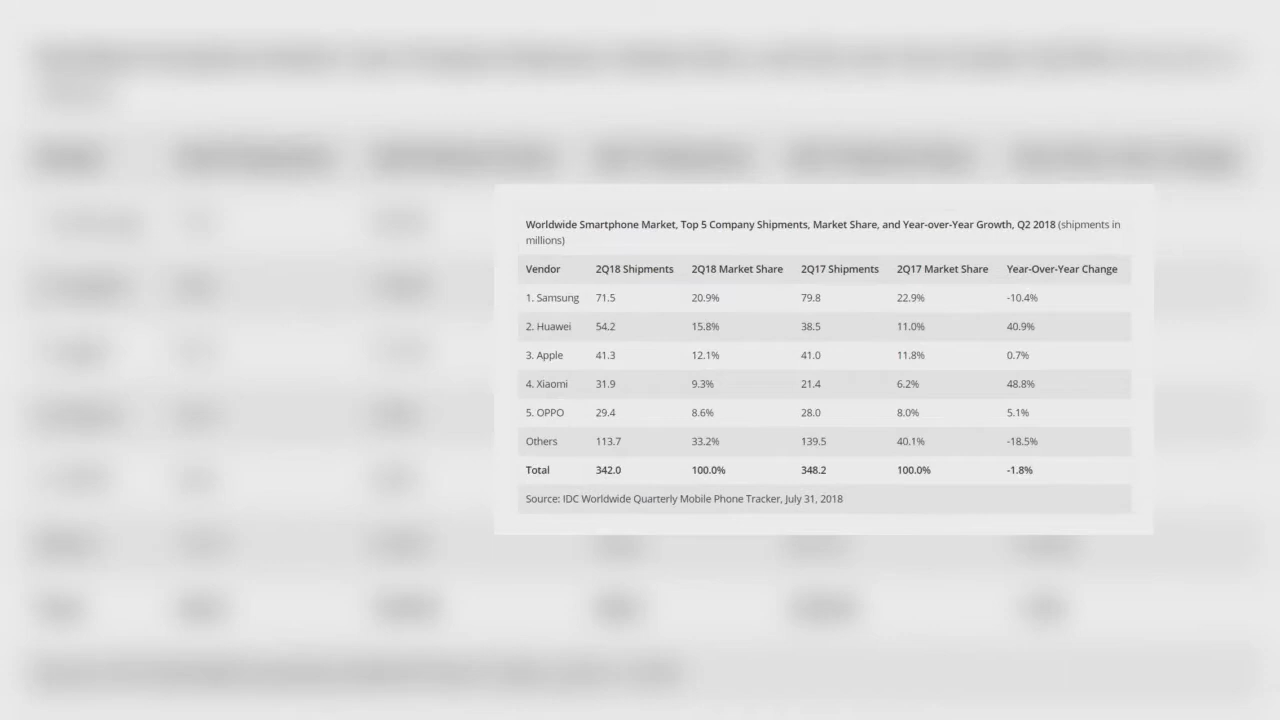 Worldwide Smartphone Market, Top 5 Company Shipments, Market Share, and Year-over-Year Growth, Q2 2018 (shipments in
millions)
Vendor 2Q18 Shipments 2Q18 Market Share 2Q17 Shipments 2Q17 Market Share Year-Over-Year Change
1. Samsung 71.5 20.9% 79.8 22.9% -10.4%
2. Huawei 54.2 15.8% 38.5 11.0% 40.9%
3. Apple 41.3 12.1% 41.0 11.8% 0.7%
4. Xiaomi 31.9 9.3% 21.4 6.2% 48.8%
5. OPPO 29.4 8.6% 28.0 8.0% 5.1%
Others 113.7 33.2% 139.5 40.1% -18.5%
Total 342.0 100.0% 348.2 100.0% -1.8%
Source: IDC Worldwide Quarterly Mobile Phone Tracker, July 31, 2018